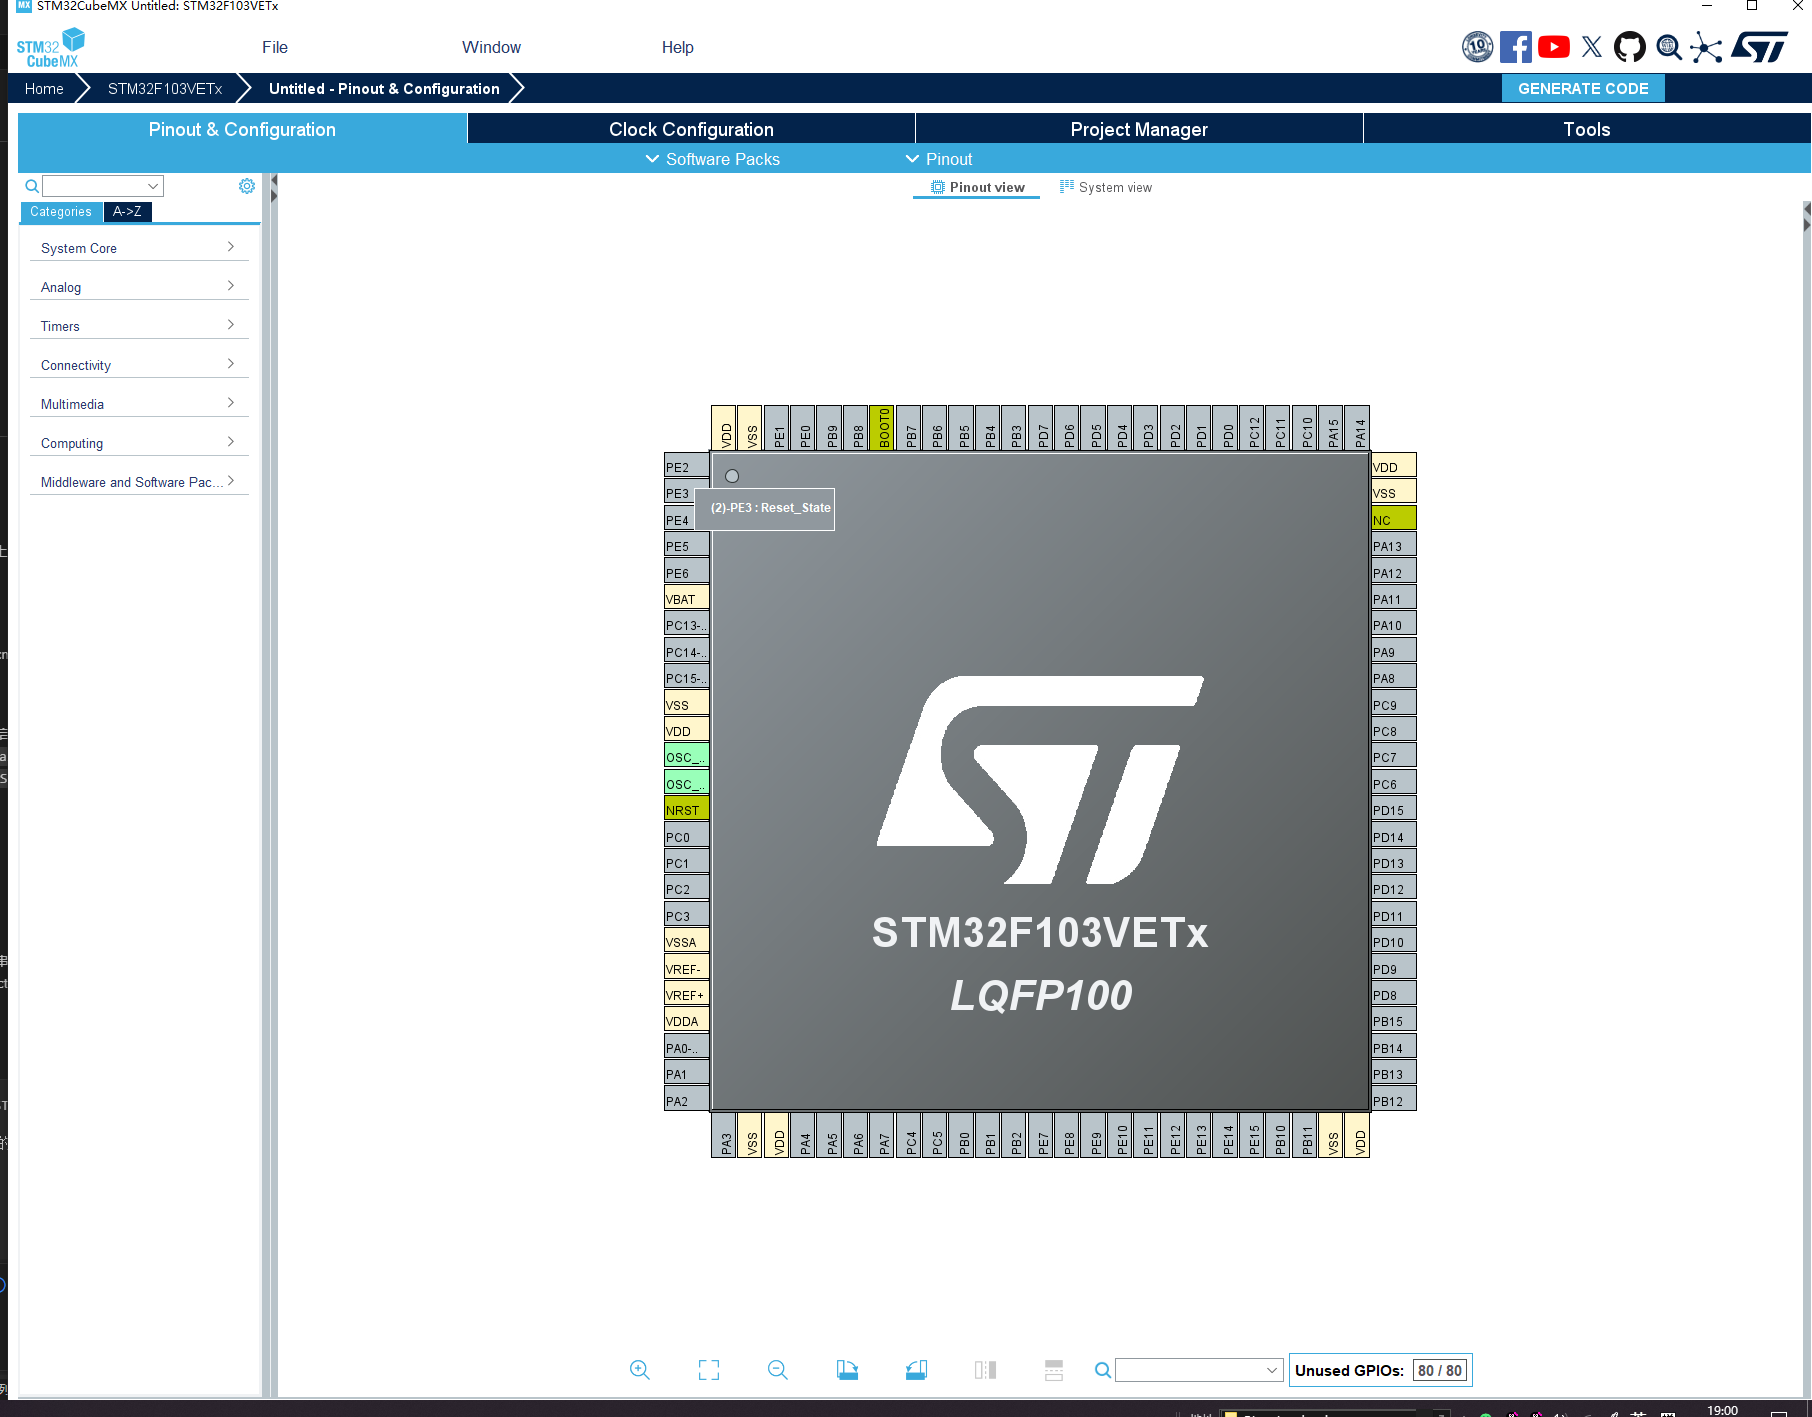 MX STM32CubeMX Untitled: STM32F103VETx
STM32 CubeMX
File Window Help
10
Home STM32F103VETx Untitled - Pinout & Configuration GENERATE CODE
Pinout & Configuration Clock Configuration Project Manager Tools
Software Packs Pinout
Pinout view System view
Categories A->Z
System Core
Analog
Timers
Connectivity
Multimedia
Computing
Middleware and Software Pac...
VDD VSS PE1 PE0 PB9 PB8 BOOT0 PB7 PB6 PB5 PB4 PB3 PD7 PD6 PD5 PD4 PD3 PD2 PD1 PD0 PC12 PC11 PC10 PA15 PA14
PE2
PE3
PE4
PE5
PE6
VBAT
PC13-..
PC14-..
PC15-..
VSS
VDD
OSC_..
OSC_..
NRST
PC0
PC1
PC2
PC3
VSSA
VREF-
VREF+
VDDA
PA0-..
PA1
PA2
(2)-PE3 : Reset_State
ST
STM32F103VETx
LQFP100
VDD
VSS
NC
PA13
PA12
PA11
PA10
PA9
PA8
PC9
PC8
PC7
PC6
PD15
PD14
PD13
PD12
PD11
PD10
PD9
PD8
PB15
PB14
PB13
PB12
PA3 VSS VDD PA4 PA5 PA6 PA7 PC4 PC5 PB0 PB1 PB2 PE7 PE8 PE9 PE10 PE11 PE12 PE13 PE14 PE15 PB10 PB11 VSS VDD
Unused GPIOs: 80 / 80
19:00